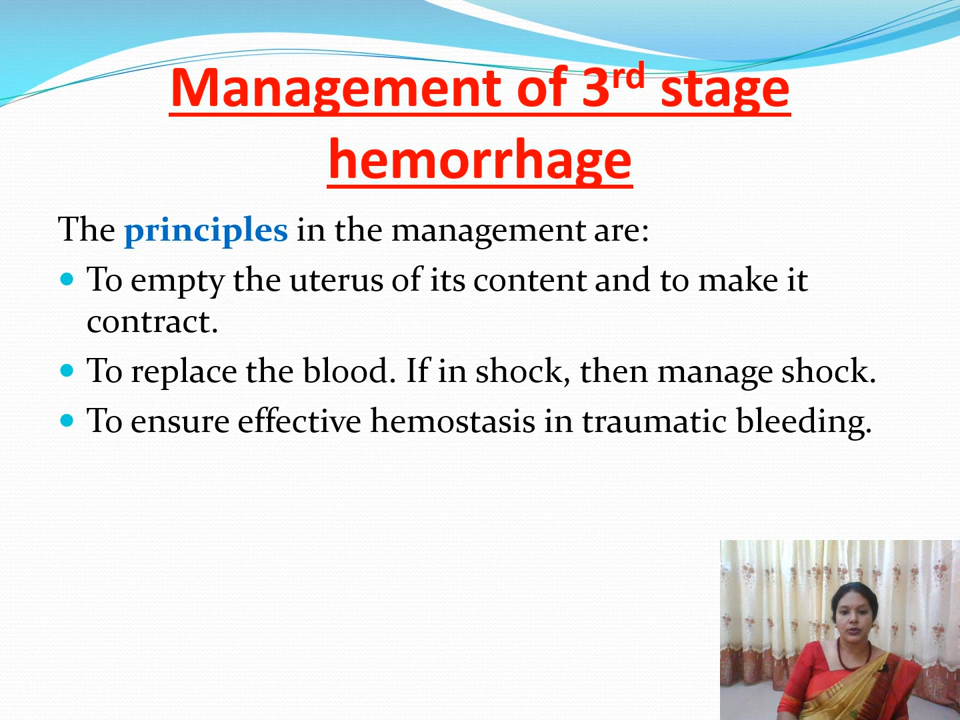 Management of 3rd stage
hemorrhage
The principles in the management are:
• To empty the uterus of its content and to make it
contract.
• To replace the blood. If in shock, then manage shock.
• To ensure effective hemostasis in traumatic bleeding.